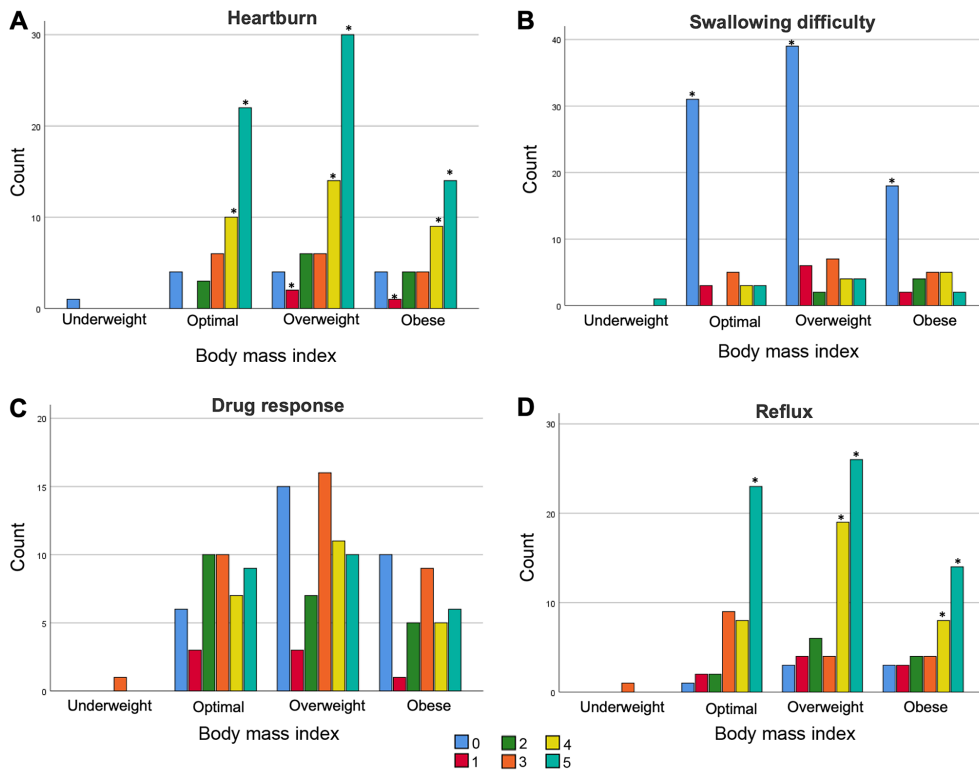 A
Heartburn
Count
30
20
10
0
* * * * * * * *
Underweight Optimal Overweight Obese
Body mass index
B
Swallowing difficulty
Count
40
30
20
10
0
* * *
Underweight Optimal Overweight Obese
Body mass index
C
Drug response
Count
20
15
10
5
0
Underweight Optimal Overweight Obese
Body mass index
D
Reflux
Count
30
20
10
0
* * * * *
Underweight Optimal Overweight Obese
Body mass index
0 2 4
1 3 5